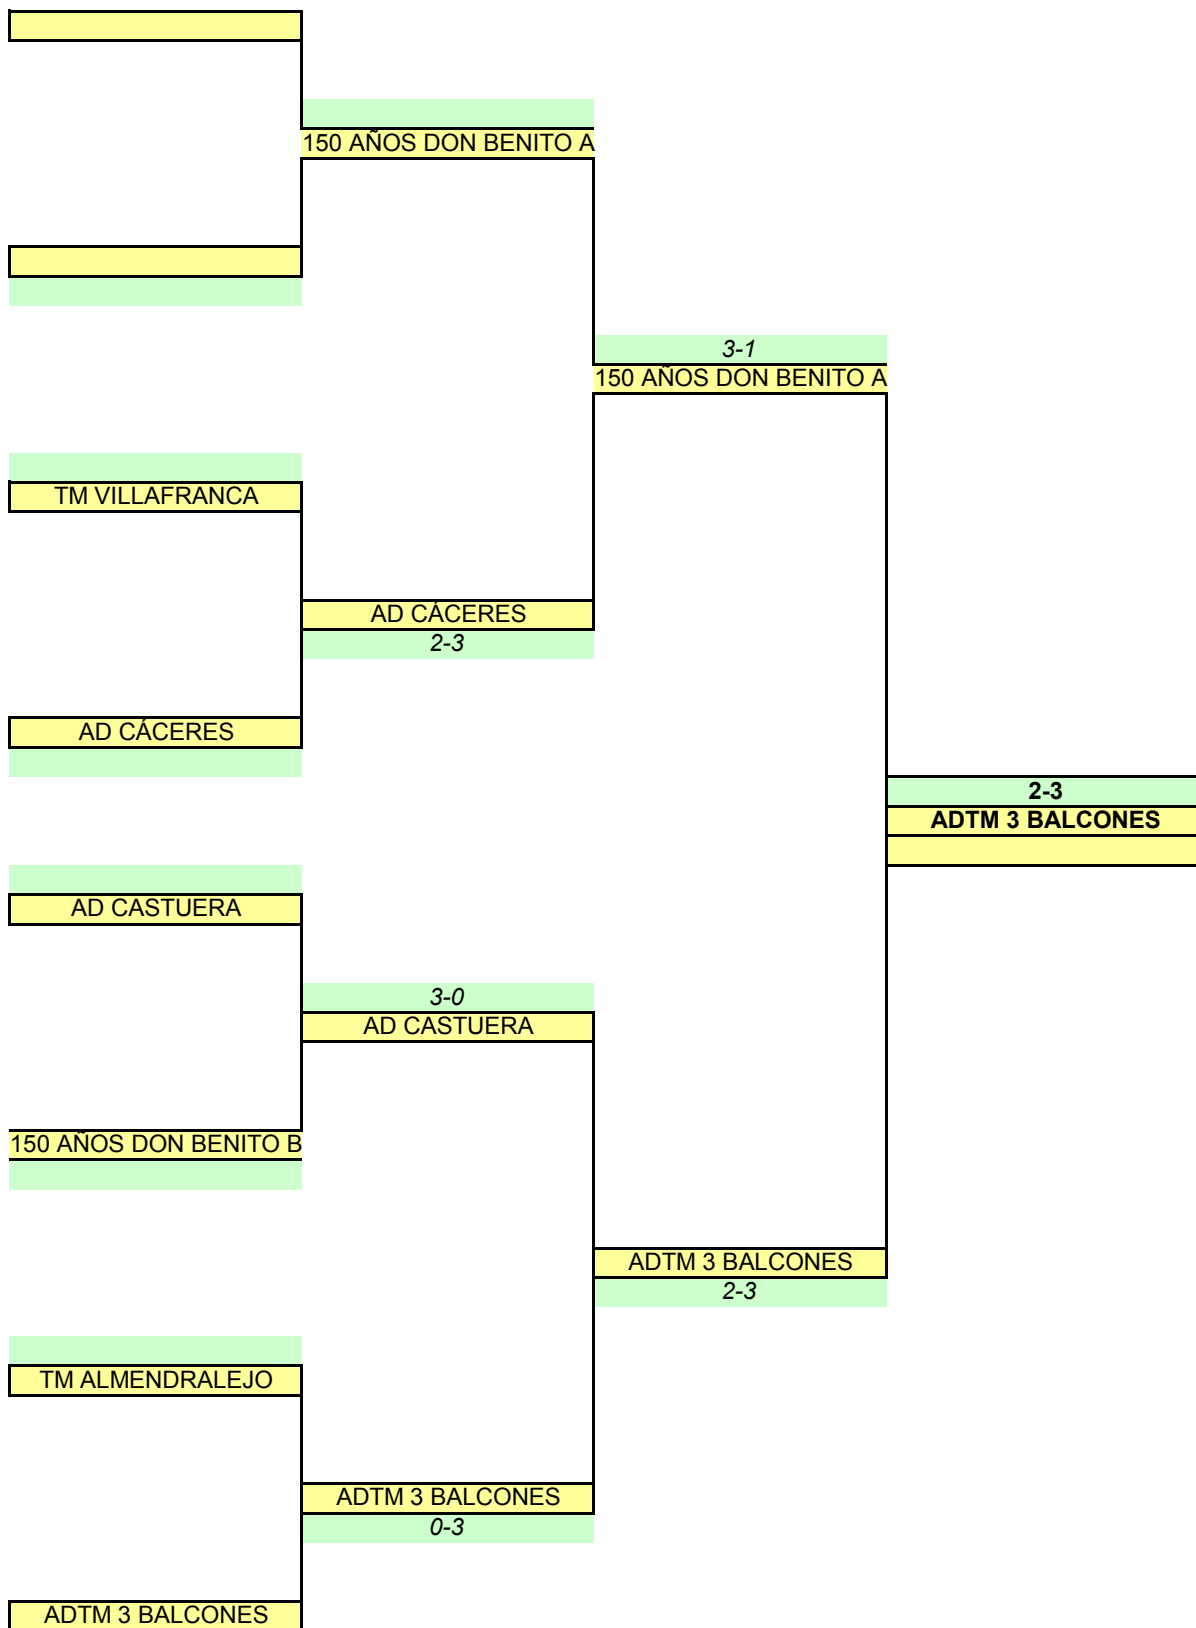 150 AÑOS DON BENITO A
3-1
150 AÑOS DON BENITO A
TM VILLAFRANCA
AD CÁCERES
2-3
AD CÁCERES
2-3
ADTM 3 BALCONES
AD CASTUERA
3-0
AD CASTUERA
150 AÑOS DON BENITO B
ADTM 3 BALCONES
2-3
TM ALMENDRALEJO
ADTM 3 BALCONES
0-3
ADTM 3 BALCONES